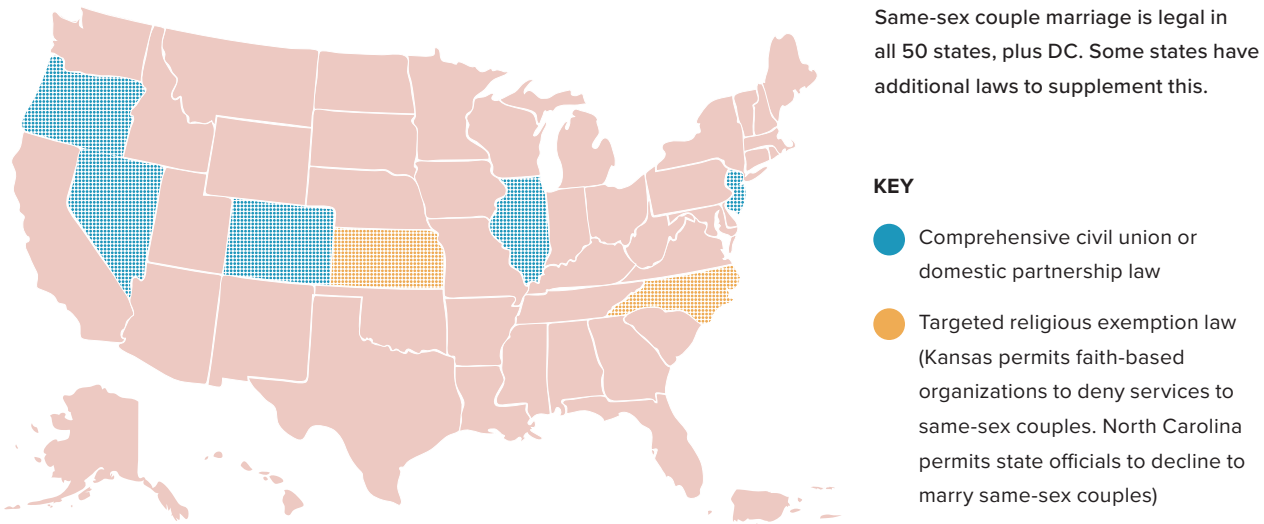 Same-sex couple marriage is legal in
all 50 states, plus DC. Some states have
additional laws to supplement this.
KEY
Comprehensive civil union or
domestic partnership law
Targeted religious exemption law
(Kansas permits faith-based
organizations to deny services to
same-sex couples. North Carolina
permits state officials to decline to
marry same-sex couples)